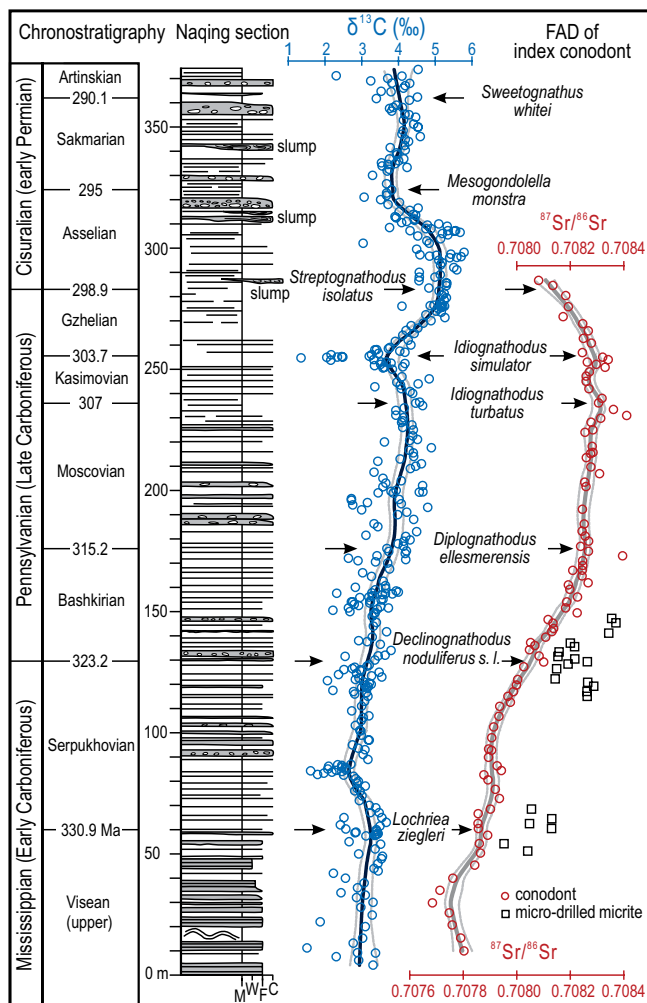 Chronostratigraphy
Naqing section
δ¹³C (‰)
FAD of
index conodont
1 2 3 4 5 6
Cisuralian (early Permian)
Pennsylvanian (Late Carboniferous)
Mississippian (Early Carboniferous)
Artinskian
290.1
Sakmarian
295
Asselian
298.9
Gzhelian
303.7
Kasimovian
307
Moscovian
315.2
Bashkirian
323.2
Serpukhovian
330.9 Ma
Visean
(upper)
350
300
250
200
150
100
50
0 m
slump
slump
slump
M W F C
Sweetognathus
whitei
Mesogondolella
monstra
Streptognathodus
isolatus
Idiognathodus
simulator
Idiognathodus
turbatus
Diplognathodus
ellesmerensis
Declinognathodus
noduliferus s. l.
Lochriea
ziegleri
⁸⁷Sr/⁸⁶Sr
0.7080 0.7082 0.7084
conodont
micro-drilled micrite
⁸⁷Sr/⁸⁶Sr
0.7076 0.7078 0.7080 0.7082 0.7084